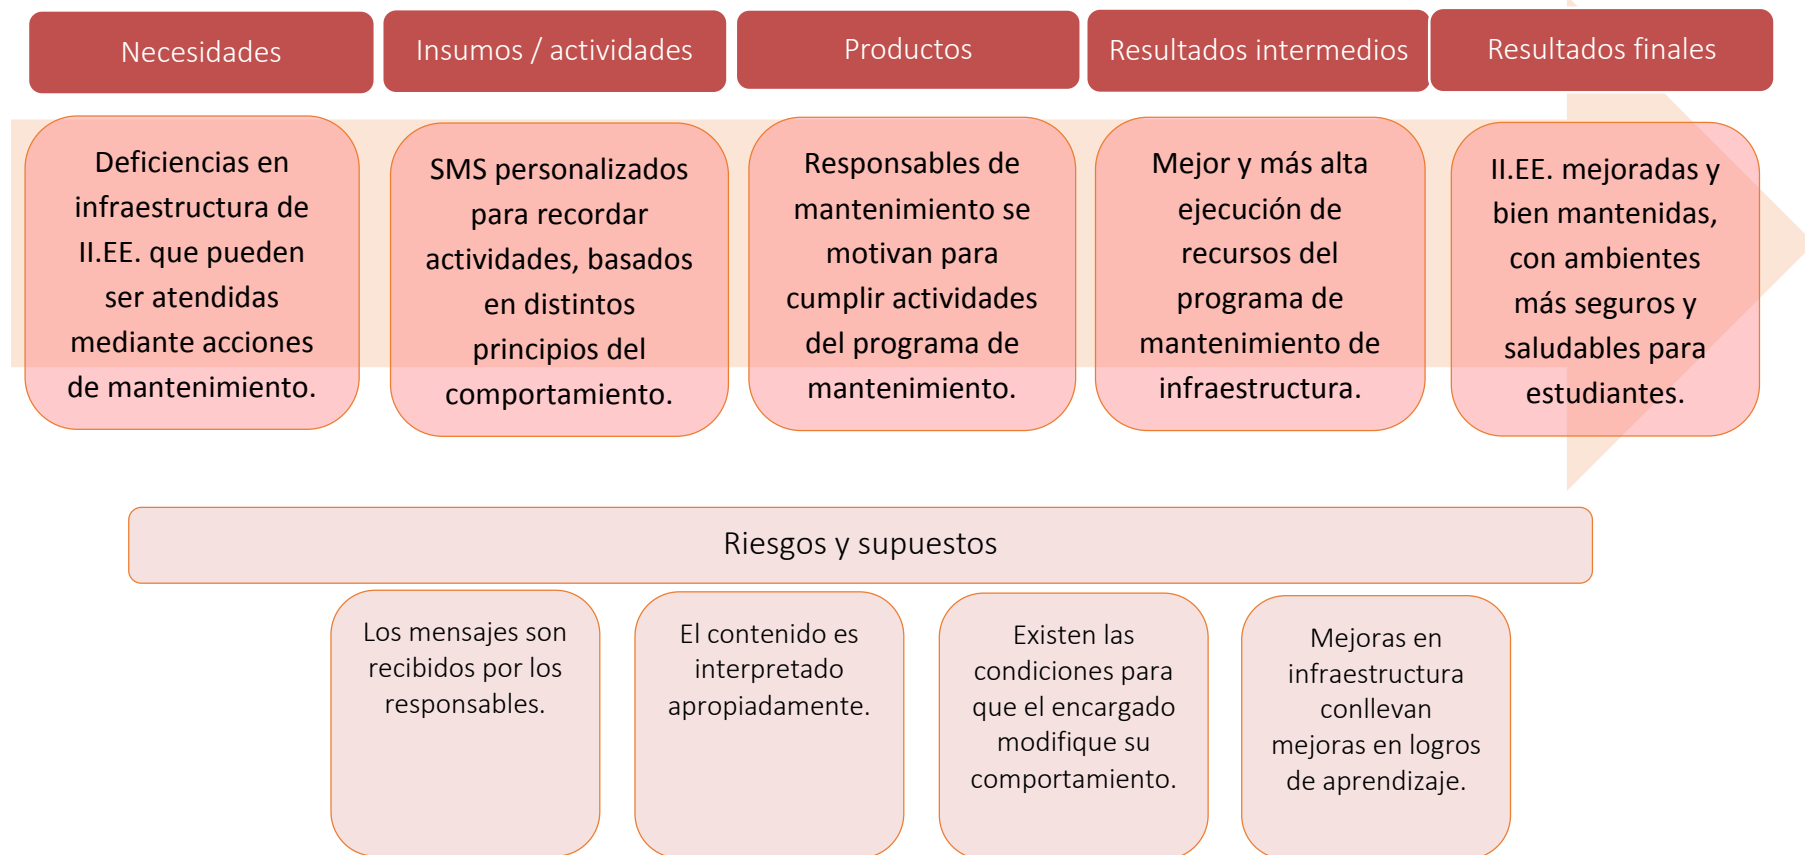 Necesidades
Insumos / actividades
Productos
Resultados intermedios
Resultados finales
Deficiencias en
infraestructura de
II.EE. que pueden
ser atendidas
mediante acciones
de mantenimiento.
SMS personalizados
para recordar
actividades, basados
en distintos
principios del
comportamiento.
Responsables de
mantenimiento se
motivan para
cumplir actividades
del programa de
mantenimiento.
Mejor y más alta
ejecución de
recursos del
programa de
mantenimiento de
infraestructura.
II.EE. mejoradas y
bien mantenidas,
con ambientes
más seguros y
saludables para
estudiantes.
Riesgos y supuestos
Los mensajes son
recibidos por los
responsables.
El contenido es
interpretado
apropiadamente.
Existen las
condiciones para
que el encargado
modifique su
comportamiento.
Mejoras en
infraestructura
conllevan
mejoras en logros
de aprendizaje.